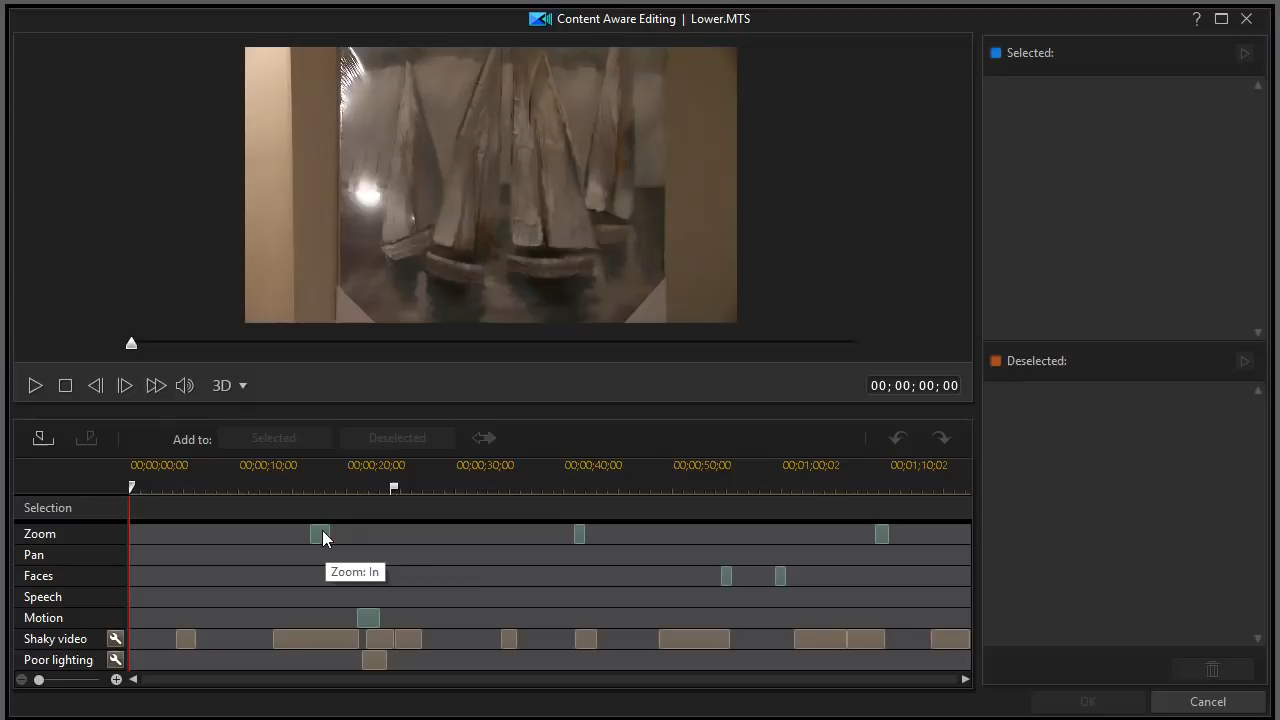 Content Aware Editing | Lower.MTS
?
Selected:
Deselected:
3D
00; 00; 00; 00
Add to:
Selected
Deselected
00;00;00;00
00;00;10;00
00;00;20;00
00;00;30;00
00;00;40;00
00;00;50;00
00;01;00;02
00;01;10;02
Selection
Zoom
Zoom: In
Pan
Faces
Speech
Motion
Shaky video
Poor lighting
OK
Cancel